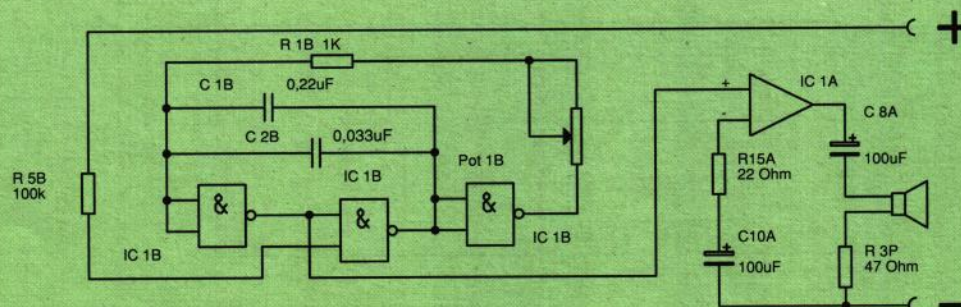 +
R 1B 1K
C 1B 0,22uF
C 2B 0,033uF
IC 1A
+
-
C 8A
+
100uF
R 5B
100k
IC 1B
Pot 1B
R15A
22 Ohm
&
&
&
IC 1B
IC 1B
C10A
+
100uF
R 3P
47 Ohm
-